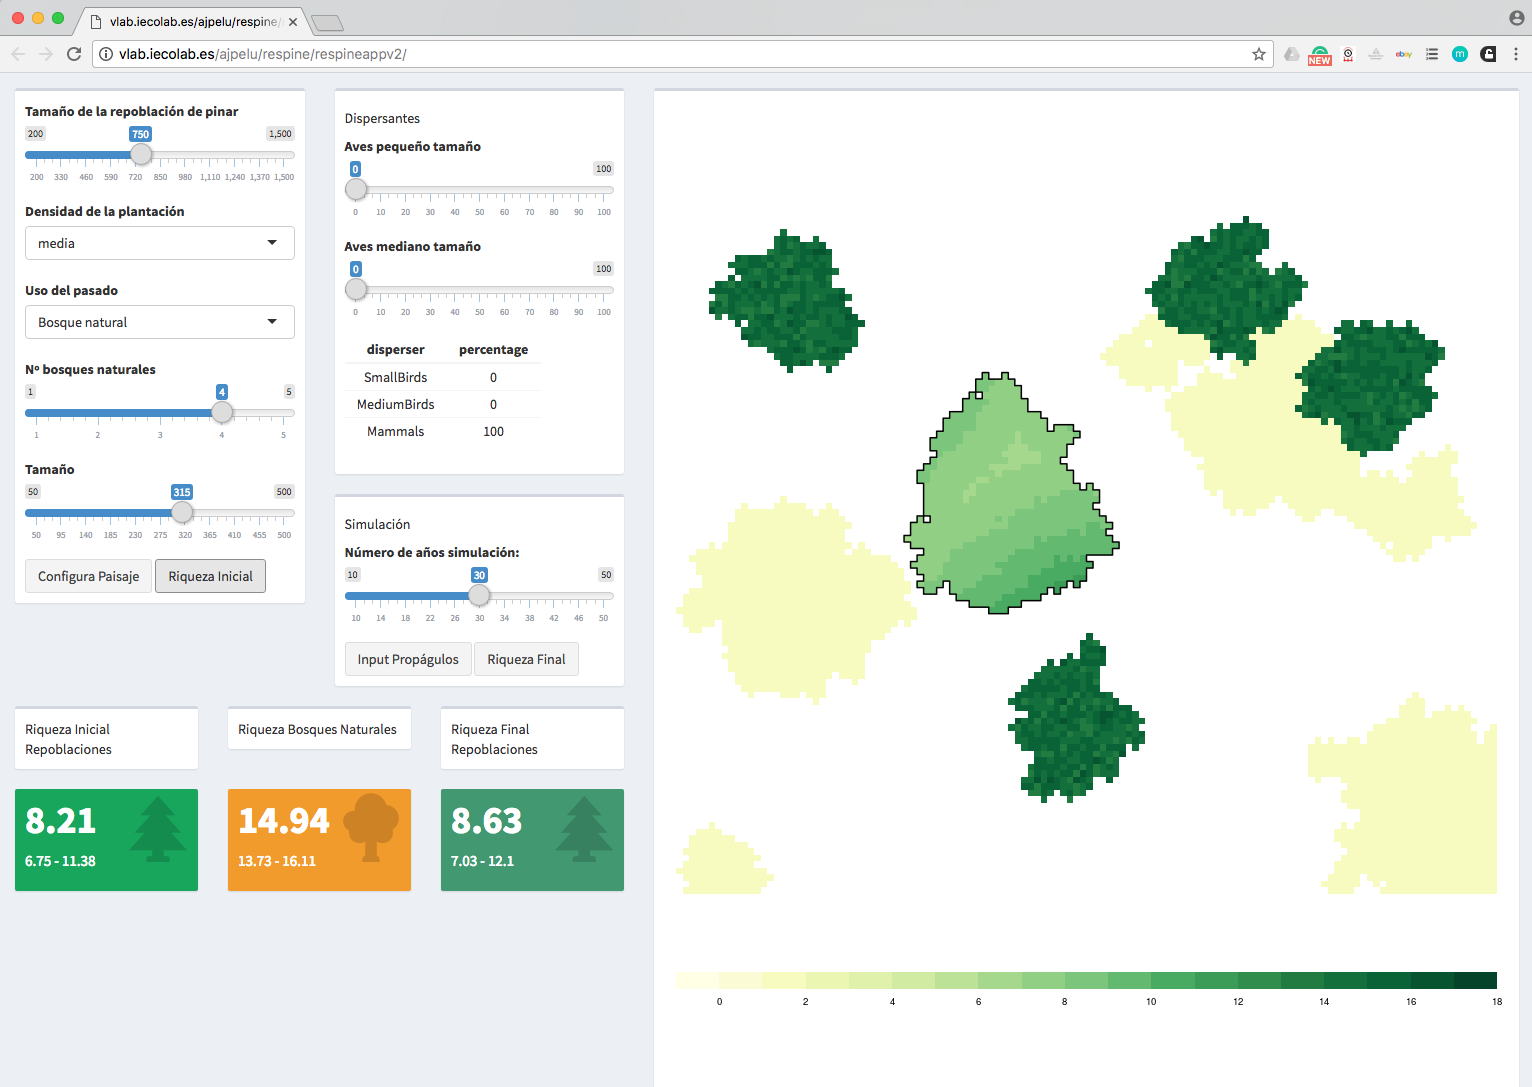 vlab.iecolab.es/ajpelu/respine/
vlab.iecolab.es/ajpelu/respine/respineappv2/
NEW
ebay
m
Tamaño de la repoblación de pinar
200 750 1,500
200 330 460 590 720 850 980 1,110 1,240 1,370 1,500
Densidad de la plantación
media
Uso del pasado
Bosque natural
Nº bosques naturales
1 4 5
1 2 3 4 5
Tamaño
50 315 500
50 95 140 185 230 275 320 365 410 455 500
Configura Paisaje Riqueza Inicial
Dispersantes
Aves pequeño tamaño
0 100
0 10 20 30 40 50 60 70 80 90 100
Aves mediano tamaño
0 100
0 10 20 30 40 50 60 70 80 90 100
disperser percentage
SmallBirds 0
MediumBirds 0
Mammals 100
Simulación
Número de años simulación:
10 30 50
10 14 18 22 26 30 34 38 42 46 50
Input Propágulos Riqueza Final
Riqueza Inicial
Repoblaciones
8.21
6.75 - 11.38
Riqueza Bosques Naturales
14.94
13.73 - 16.11
Riqueza Final
Repoblaciones
8.63
7.03 - 12.1
0 2 4 6 8 10 12 14 16 18